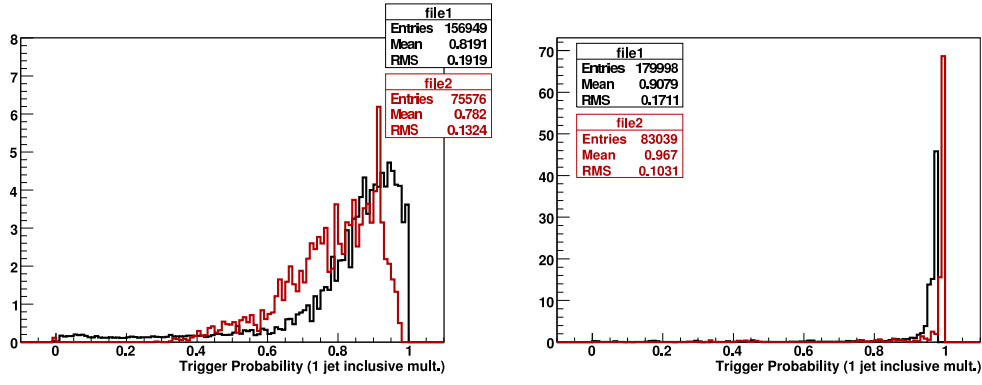 file1
Entries 156949
Mean 0.8191
RMS 0.1919
file2
Entries 75576
Mean 0.782
RMS 0.1324
8
7
6
5
4
3
2
1
0
0 0.2 0.4 0.6 0.8 1
Trigger Probability (1 jet inclusive mult.)
file1
Entries 179998
Mean 0.9079
RMS 0.1711
file2
Entries 83039
Mean 0.967
RMS 0.1031
70
60
50
40
30
20
10
0
0 0.2 0.4 0.6 0.8 1
Trigger Probability (1 jet inclusive mult.)